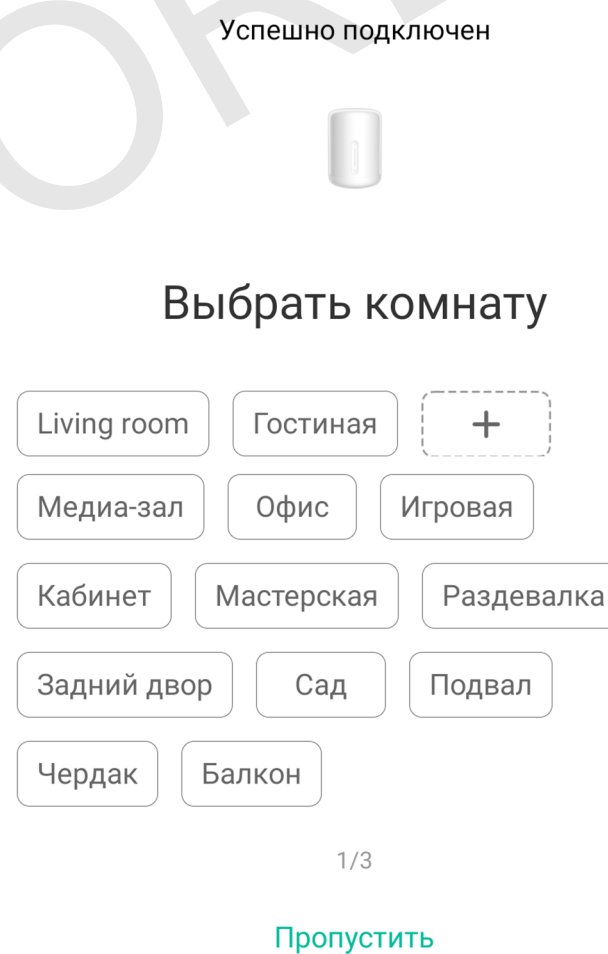 Успешно подключен
Выбрать комнату
Living room Гостиная +
Медиа-зал Офис Игровая
Кабинет Мастерская Раздевалка
Задний двор Сад Подвал
Чердак Балкон
1/3
Пропустить